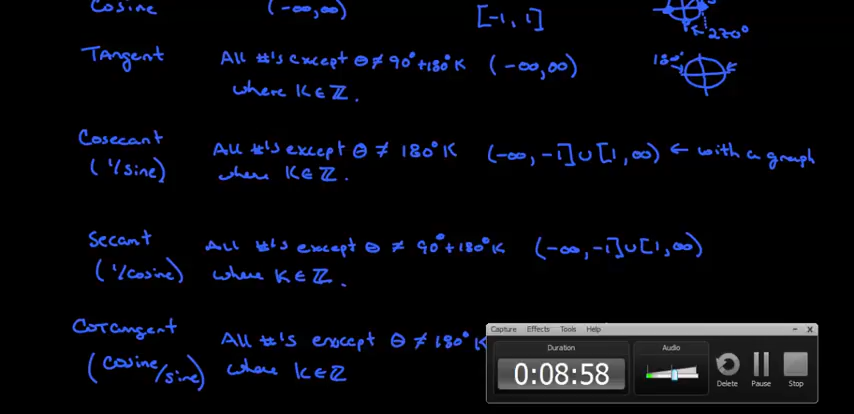 Cosine (-∞,∞) [-1, 1]
270°
Tangent All #'s except θ ≠ 90°+180°K (-∞,∞) 180°
where K∈ℤ.
Cosecant All #'s except θ ≠ 180°K (-∞,-1]∪[1,∞) ← with a graph
(1/sine) where K∈ℤ.
Secant All #'s except θ ≠ 90°+180°K (-∞,-1]∪[1,∞)
(1/cosine) where K∈ℤ.
Cotangent All #'s except θ ≠ 180°K
(cosine/sine) where K∈ℤ
Capture Effects Tools Help
Duration Audio
0:08:58
Delete Pause Stop